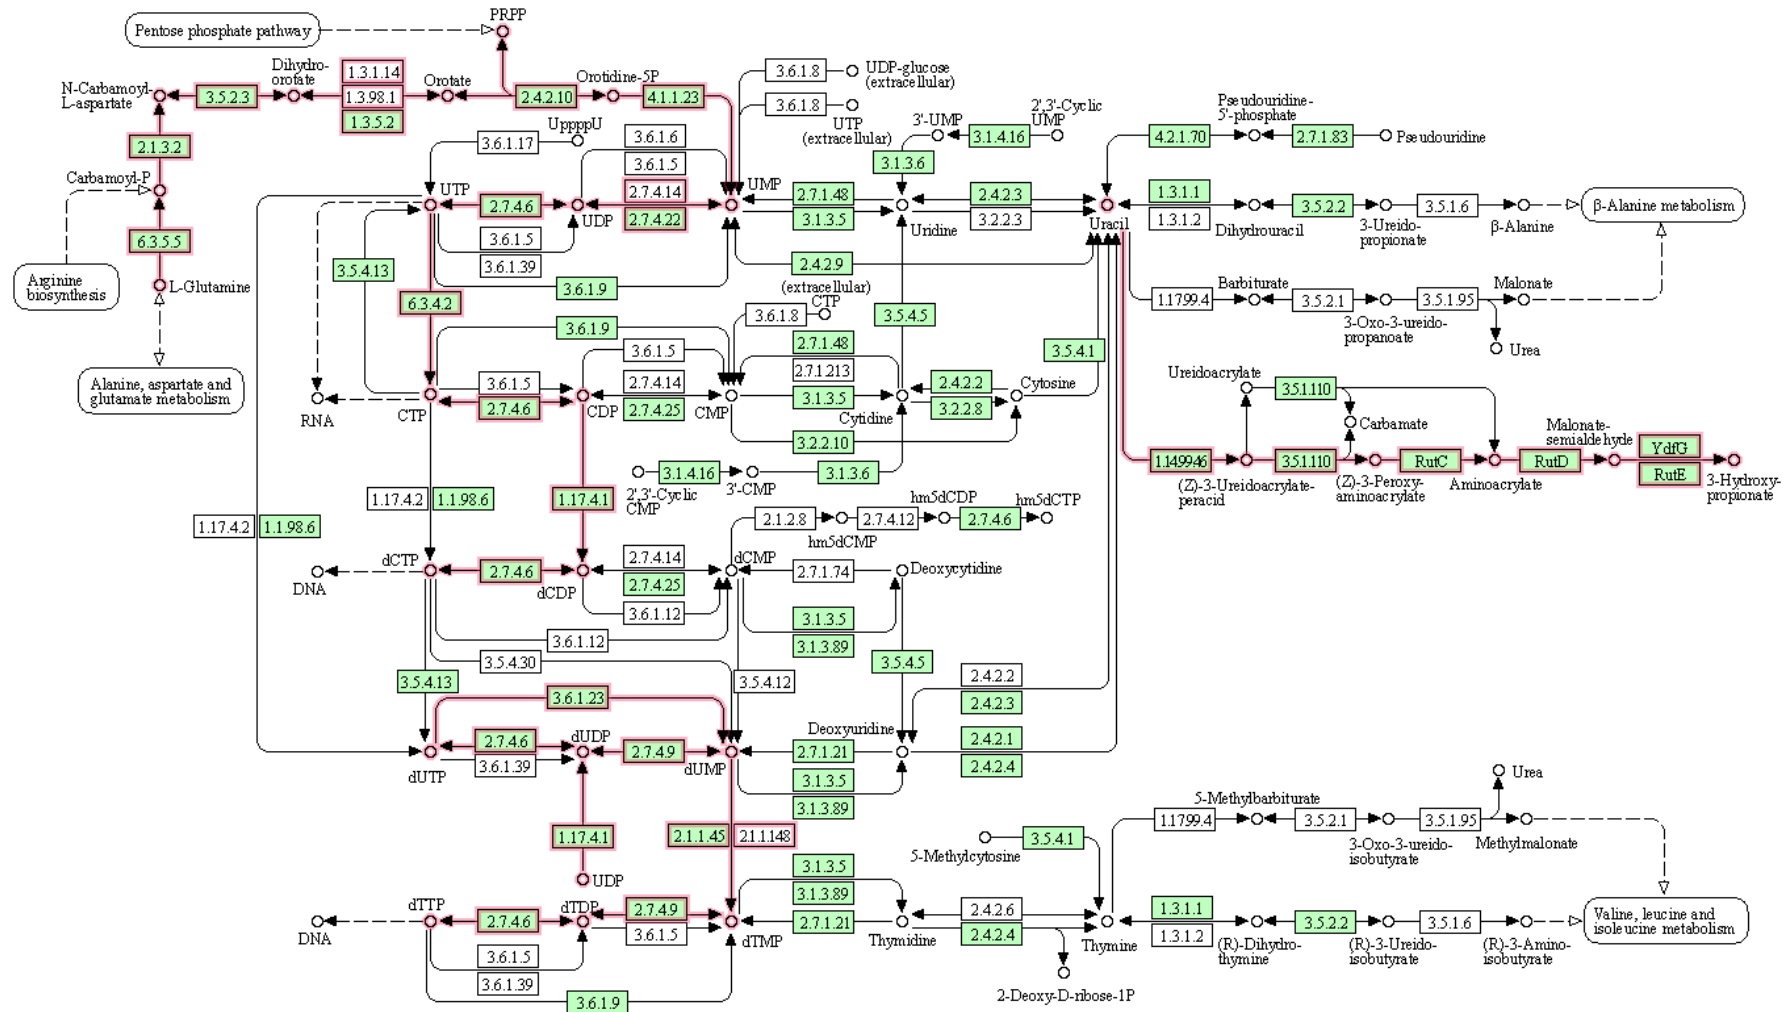 PRPP
Pentose phosphate pathway
N-Carbamoyl-
L-aspartate
3.5.2.3
Dihydro-
orotate
1.3.1.14
1.3.98.1
1.3.5.2
Orotate
2.4.2.10
Orotidine-5P
4.1.1.23
3.6.1.8
UDP-glucose
(extracellular)
3.6.1.8
UTP
(extracellular)
2.1.3.2
Carbamoyl-P
6.3.5.5
L-Glutamine
Arginine
biosynthesis
Alanine, aspartate and
glutamate metabolism
UppppU
3.6.1.17
3.6.1.6
3.6.1.5
UTP
2.7.4.6
UDP
2.7.4.14
2.7.4.22
UMP
3.6.1.5
3.6.1.39
3.6.1.9
2.7.1.48
3.1.3.5
Uridine
3'-UMP
3.1.4.16
2',3'-Cyclic
UMP
3.1.3.6
2.4.2.3
3.2.2.3
2.4.2.9
Uracil
4.2.1.70
Pseudouridine-
5'-phosphate
2.7.1.83
Pseudouridine
1.3.1.1
1.3.1.2
Dihydrouracil
3.5.2.2
3-Ureido-
propionate
3.5.1.6
β-Alanine
β-Alanine metabolism
1.1799.4
Barbiturate
3.5.2.1
3-Oxo-3-ureido-
propanoate
3.5.1.95
Malonate
Urea
3.5.4.13
6.3.4.2
3.6.1.9
(extracellular)
CTP
3.6.1.8
3.5.4.5
3.5.4.1
RNA
CTP
3.6.1.5
2.7.4.6
CDP
3.6.1.5
2.7.4.14
2.7.4.25
CMP
2.7.1.48
2.7.1.213
3.1.3.5
Cytidine
2.4.2.2
3.2.2.8
Cytosine
3.2.2.10
Ureidoacrylate
3.5.1.110
Carbamate
1.14.99.46
(Z)-3-Ureidoacrylate-
peracid
3.5.1.110
(Z)-3-Peroxy-
aminoacrylate
RutC
Aminoacrylate
RutD
Malonate-
semialdehyde
YdfG
RutE
3-Hydroxy-
propionate
2',3'-Cyclic
CMP
3.1.4.16
3'-CMP
3.1.3.6
1.17.4.2
1.1.98.6
1.17.4.2
1.1.98.6
1.17.4.1
2.1.2.8
hm5dCMP
2.7.4.12
hm5dCDP
2.7.4.6
hm5dCTP
DNA
dCTP
2.7.4.6
dCDP
2.7.4.14
2.7.4.25
3.6.1.12
dCMP
2.7.1.74
Deoxycytidine
3.6.1.12
3.1.3.5
3.1.3.89
3.5.4.30
3.5.4.13
3.5.4.12
3.5.4.5
3.6.1.23
dUTP
2.7.4.6
3.6.1.39
dUDP
2.7.4.9
dUMP
Deoxyuridine
2.7.1.21
3.1.3.5
3.1.3.89
2.4.2.2
2.4.2.3
2.4.2.1
2.4.2.4
1.17.4.1
UDP
2.1.1.45
2.1.1.148
5-Methylcytosine
3.5.4.1
1.1799.4
5-Methylbarbiturate
3.5.2.1
3-Oxo-3-ureido-
isobutyrate
3.5.1.95
Methylmalonate
Urea
DNA
dTTP
2.7.4.6
dTDP
2.7.4.9
3.6.1.5
dTMP
3.6.1.5
3.6.1.39
3.6.1.9
3.1.3.5
3.1.3.89
2.7.1.21
Thymidine
2.4.2.6
2.4.2.4
Thymine
2-Deoxy-D-ribose-1P
1.3.1.1
1.3.1.2
(R)-Dihydro-
thymine
3.5.2.2
(R)-3-Ureido-
isobutyrate
3.5.1.6
(R)-3-Amino-
isobutyrate
Valine, leucine and
isoleucine metabolism